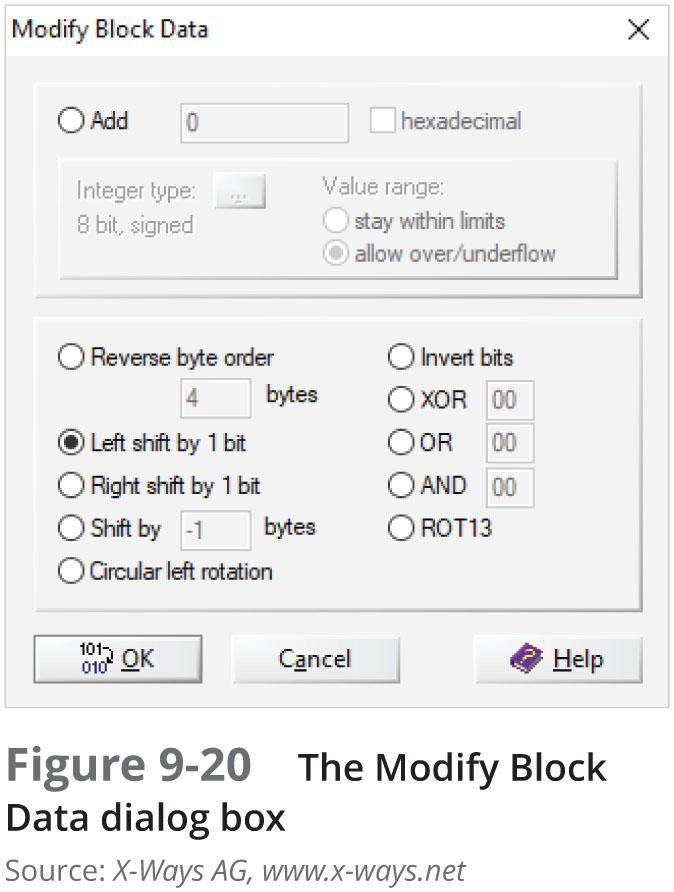 Modify Block Data
Add 0 hexadecimal
Integer type: ...
8 bit, signed
Value range:
stay within limits
allow over/underflow
Reverse byte order
4 bytes
Left shift by 1 bit
Right shift by 1 bit
Shift by -1 bytes
Circular left rotation
Invert bits
XOR 00
OR 00
AND 00
ROT13
101 010 OK
Cancel
? Help
Figure 9-20 The Modify Block
Data dialog box
Source: X-Ways AG, www.x-ways.net